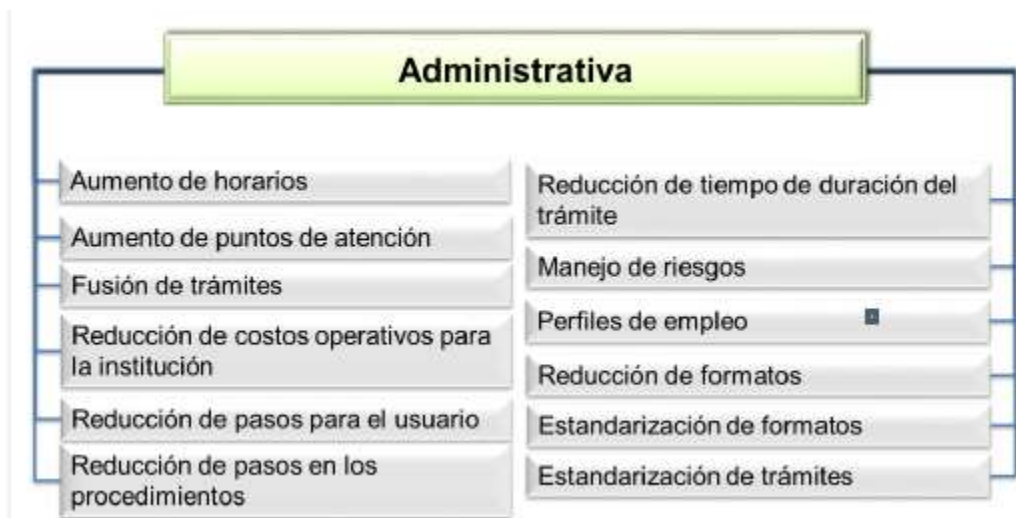 Administrativa
Aumento de horarios
Aumento de puntos de atención
Fusión de trámites
Reducción de costos operativos para
la institución
Reducción de pasos para el usuario
Reducción de pasos en los
procedimientos
Reducción de tiempo de duración del
trámite
Manejo de riesgos
Perfiles de empleo
Reducción de formatos
Estandarización de formatos
Estandarización de trámites